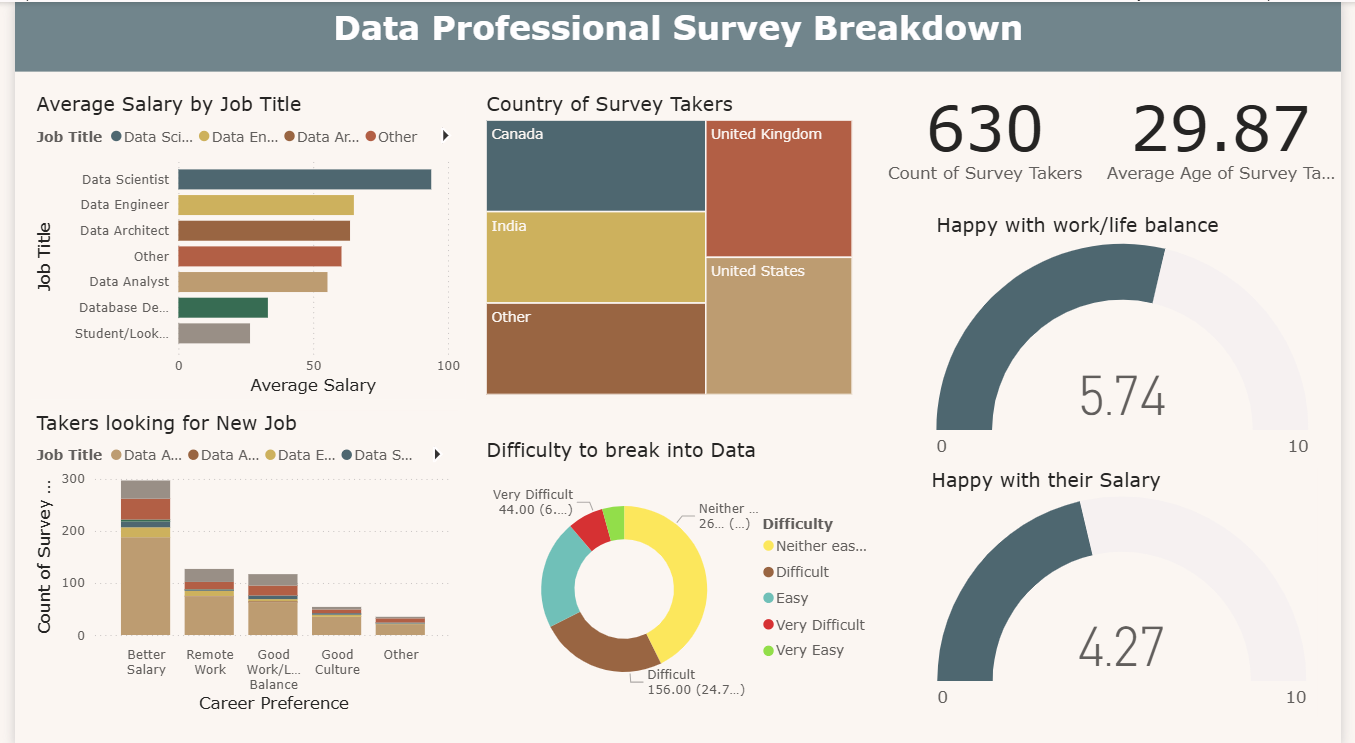 Data Professional Survey Breakdown
Average Salary by Job Title
Job Title Data Sci... Data En... Data Ar... Other
Job Title
Data Scientist
Data Engineer
Data Architect
Other
Data Analyst
Database De...
Student/Look...
0 50 100
Average Salary
Country of Survey Takers
Canada
India
Other
United Kingdom
United States
630
Count of Survey Takers
29.87
Average Age of Survey Ta...
Happy with work/life balance
5.74
0 10
Takers looking for New Job
Job Title Data A... Data A... Data E... Data S...
Count of Survey ...
300
200
100
0
Better
Salary
Remote
Work
Good
Work/L...
Balance
Good
Culture
Other
Career Preference
Difficulty to break into Data
Very Difficult
44.00 (6....)
Neither ...
26... (...)
Difficult
156.00 (24.7...)
Difficulty
Neither eas...
Difficult
Easy
Very Difficult
Very Easy
Happy with their Salary
4.27
0 10